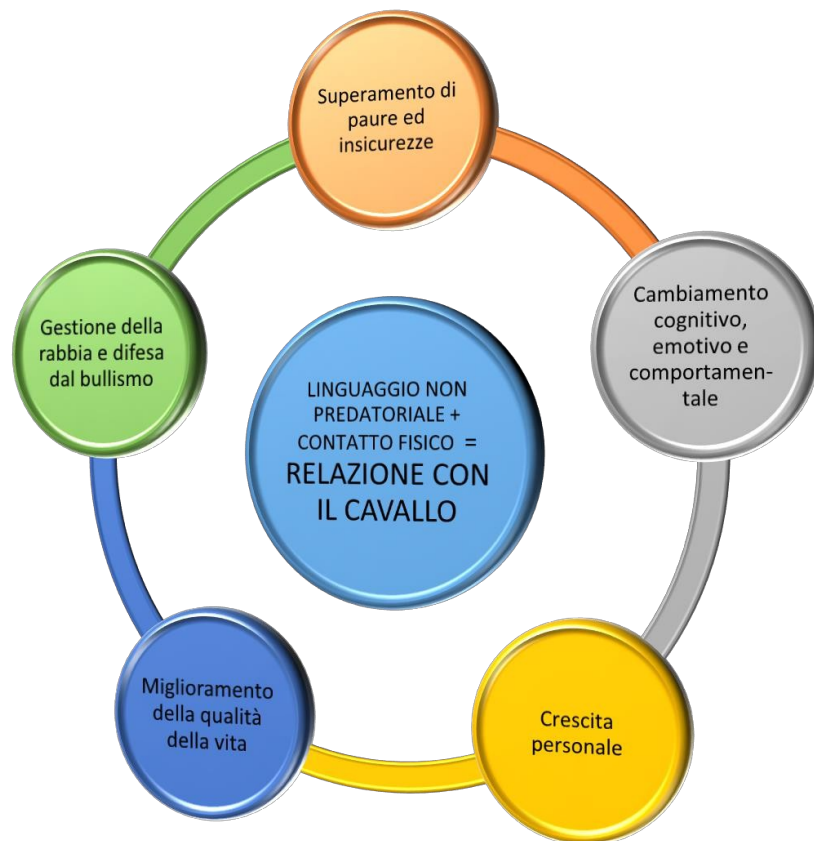 Superamento di
paure ed
insicurezze
Cambiamento
cognitivo,
emotivo e
comportamen-
tale
Crescita
personale
Miglioramento
della qualità
della vita
Gestione della
rabbia e difesa
dal bullismo
LINGUAGGIO NON
PREDATORIALE +
CONTATTO FISICO =
RELAZIONE CON
IL CAVALLO